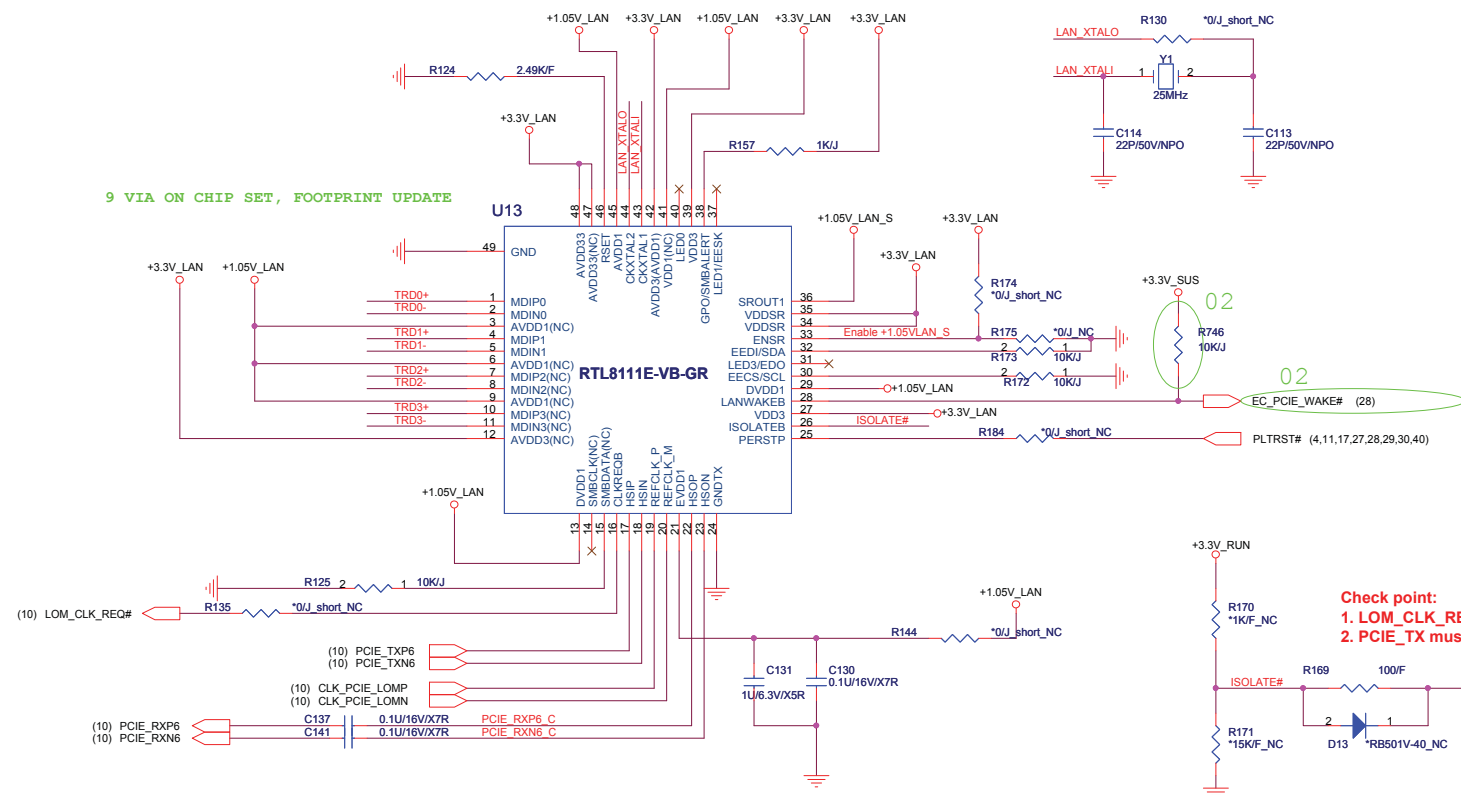 +1.05V_LAN +3.3V_LAN +1.05V_LAN +3.3V_LAN +3.3V_LAN
R130 *0/J_short_NC
LAN_XTALO
LAN_XTALI
Y1
1 2
25MHz
C114
22P/50V/NPO
C113
22P/50V/NPO
R124 2.49K/F
+3.3V_LAN
LAN_XTALO
LAN_XTALI
R157 1K/J
9 VIA ON CHIP SET, FOOTPRINT UPDATE
U13
48 47 46 45 44 43 42 41 40 39 38 37
AVDD33
AVDD33(NC)
RSET
AVDD1
CKXTAL2
CKXTAL1
AVDD3(AVDD1)
VDD1(NC)
LED0
VDD3
GPO/SMBALERT
LED1/EESK
49 GND
+3.3V_LAN +1.05V_LAN
TRD0+ 1 MDIP0
TRD0- 2 MDIN0
3 AVDD1(NC)
TRD1+ 4 MDIP1
TRD1- 5 MDIN1
6 AVDD1(NC)
TRD2+ 7 MDIP2(NC)
TRD2- 8 MDIN2(NC)
9 AVDD1(NC)
TRD3+ 10 MDIP3(NC)
TRD3- 11 MDIN3(NC)
12 AVDD3(NC)
RTL8111E-VB-GR
+1.05V_LAN_S
+3.3V_LAN
+3.3V_LAN
R174
*0/J_short_NC
SROUT1 36
VDDSR 35
VDDSR 34
ENSR 33 Enable +1.05VLAN_S R175 *0/J_NC
EEDI/SDA 32 2 R173 1 10K/J
LED3/EDO 31
EECS/SCL 30 2 R172 1 10K/J
DVDD1 29 +1.05V_LAN
LANWAKEB 28
VDD3 27 +3.3V_LAN
ISOLATEB 26 ISOLATE#
PERSTP 25 R184 *0/J_short_NC
+3.3V_SUS
02
R746
10K/J
02
EC_PCIE_WAKE# (28)
PLTRST# (4,11,17,27,28,29,30,40)
DVDD1
SMBCLK(NC)
SMBDATA(NC)
CLKREQB
HSIP
HSIN
REFCLK_P
REFCLK_M
EVDD1
HSOP
HSON
GNDTX
13 14 15 16 17 18 19 20 21 22 23 24
+1.05V_LAN
R125 2 1 10K/J
(10) LOM_CLK_REQ# R135 *0/J_short_NC
(10) PCIE_TXP6
(10) PCIE_TXN6
(10) CLK_PCIE_LOMP
(10) CLK_PCIE_LOMN
(10) PCIE_RXP6 C137 0.1U/16V/X7R PCIE_RXP6_C
(10) PCIE_RXN6 C141 0.1U/16V/X7R PCIE_RXN6_C
+1.05V_LAN
R144 *0/J_short_NC
C131
1U/6.3V/X5R
C130
0.1U/16V/X7R
+3.3V_RUN
R170
*1K/F_NC
Check point:
1. LOM_CLK_RE
2. PCIE_TX mus
ISOLATE#
R169 100/F
R171
*15K/F_NC
2 1
D13 *RB501V-40_NC